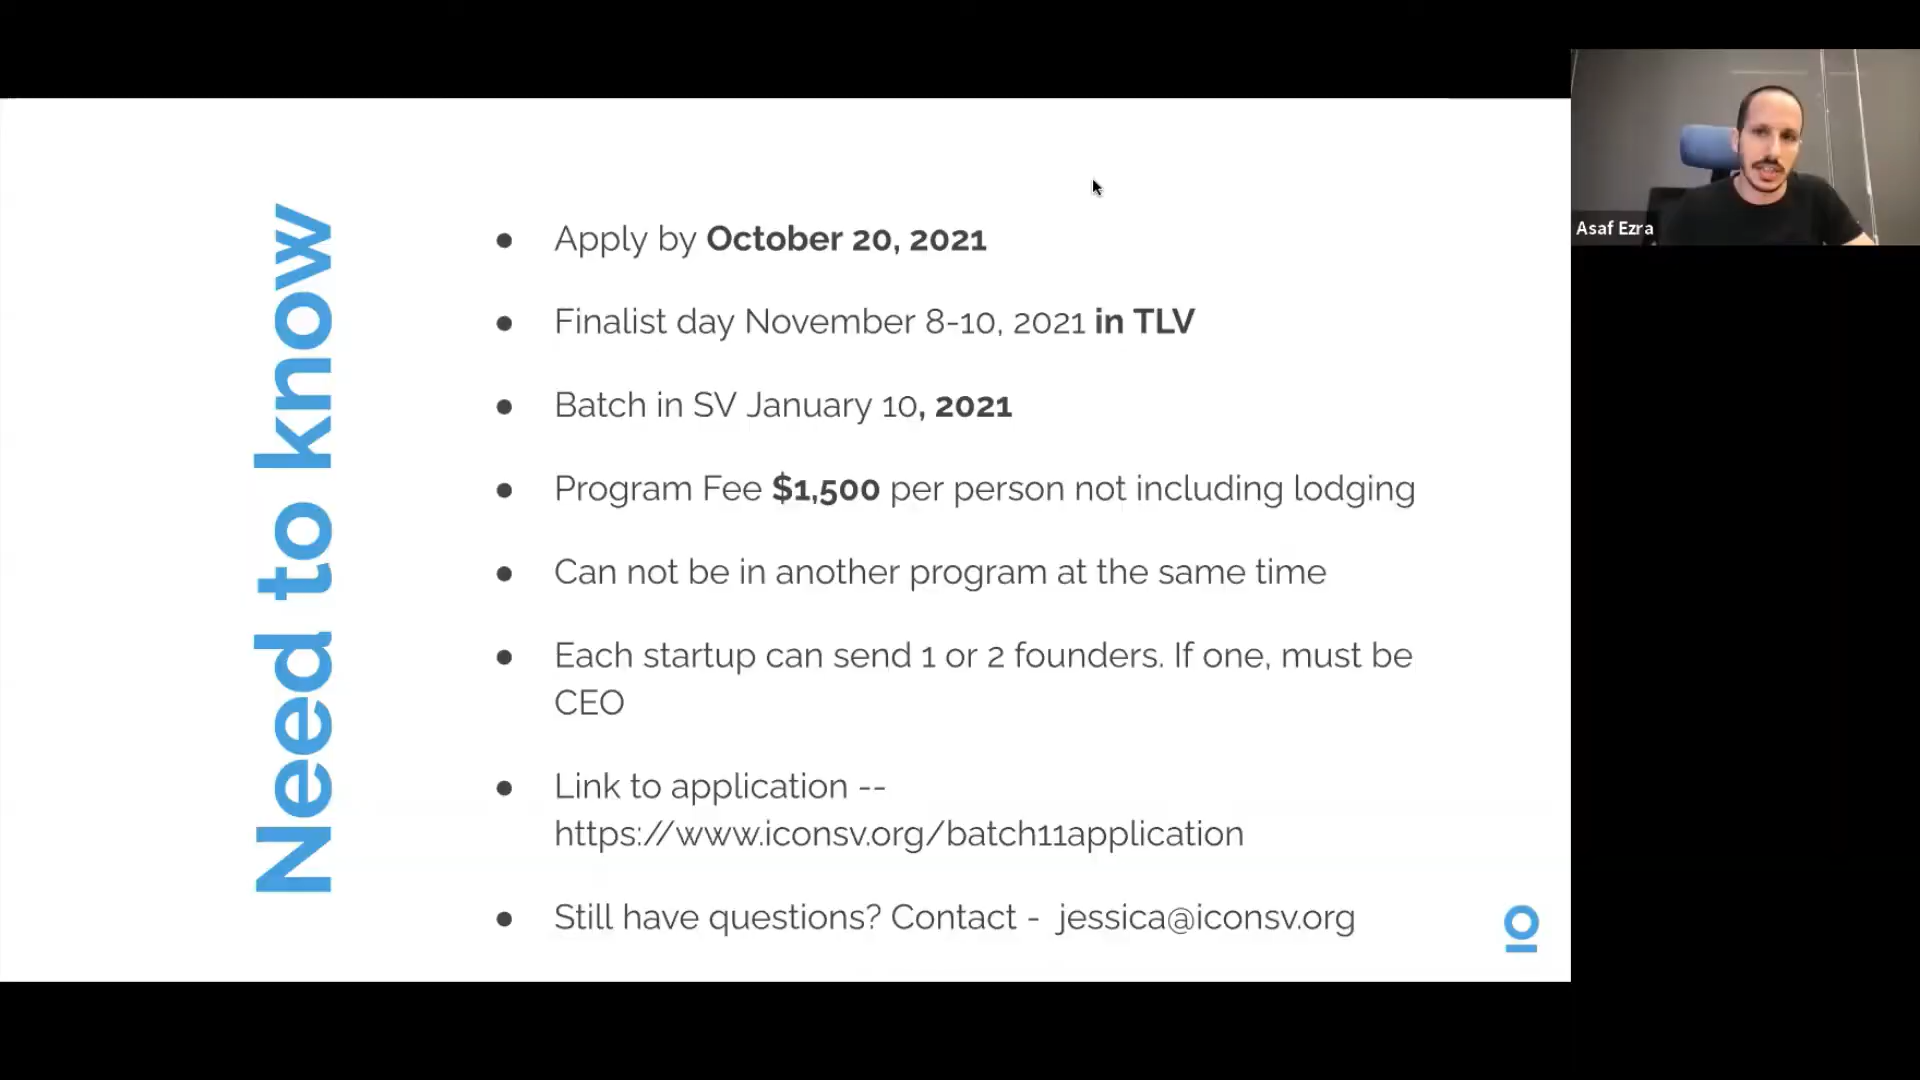 Need to know
Apply by October 20, 2021
Finalist day November 8-10, 2021 in TLV
Batch in SV January 10, 2021
Program Fee $1,500 per person not including lodging
Can not be in another program at the same time
Each startup can send 1 or 2 founders. If one, must be
CEO
Link to application --
https://www.iconsv.org/batch11application
Still have questions? Contact - jessica@iconsv.org
Asaf Ezra